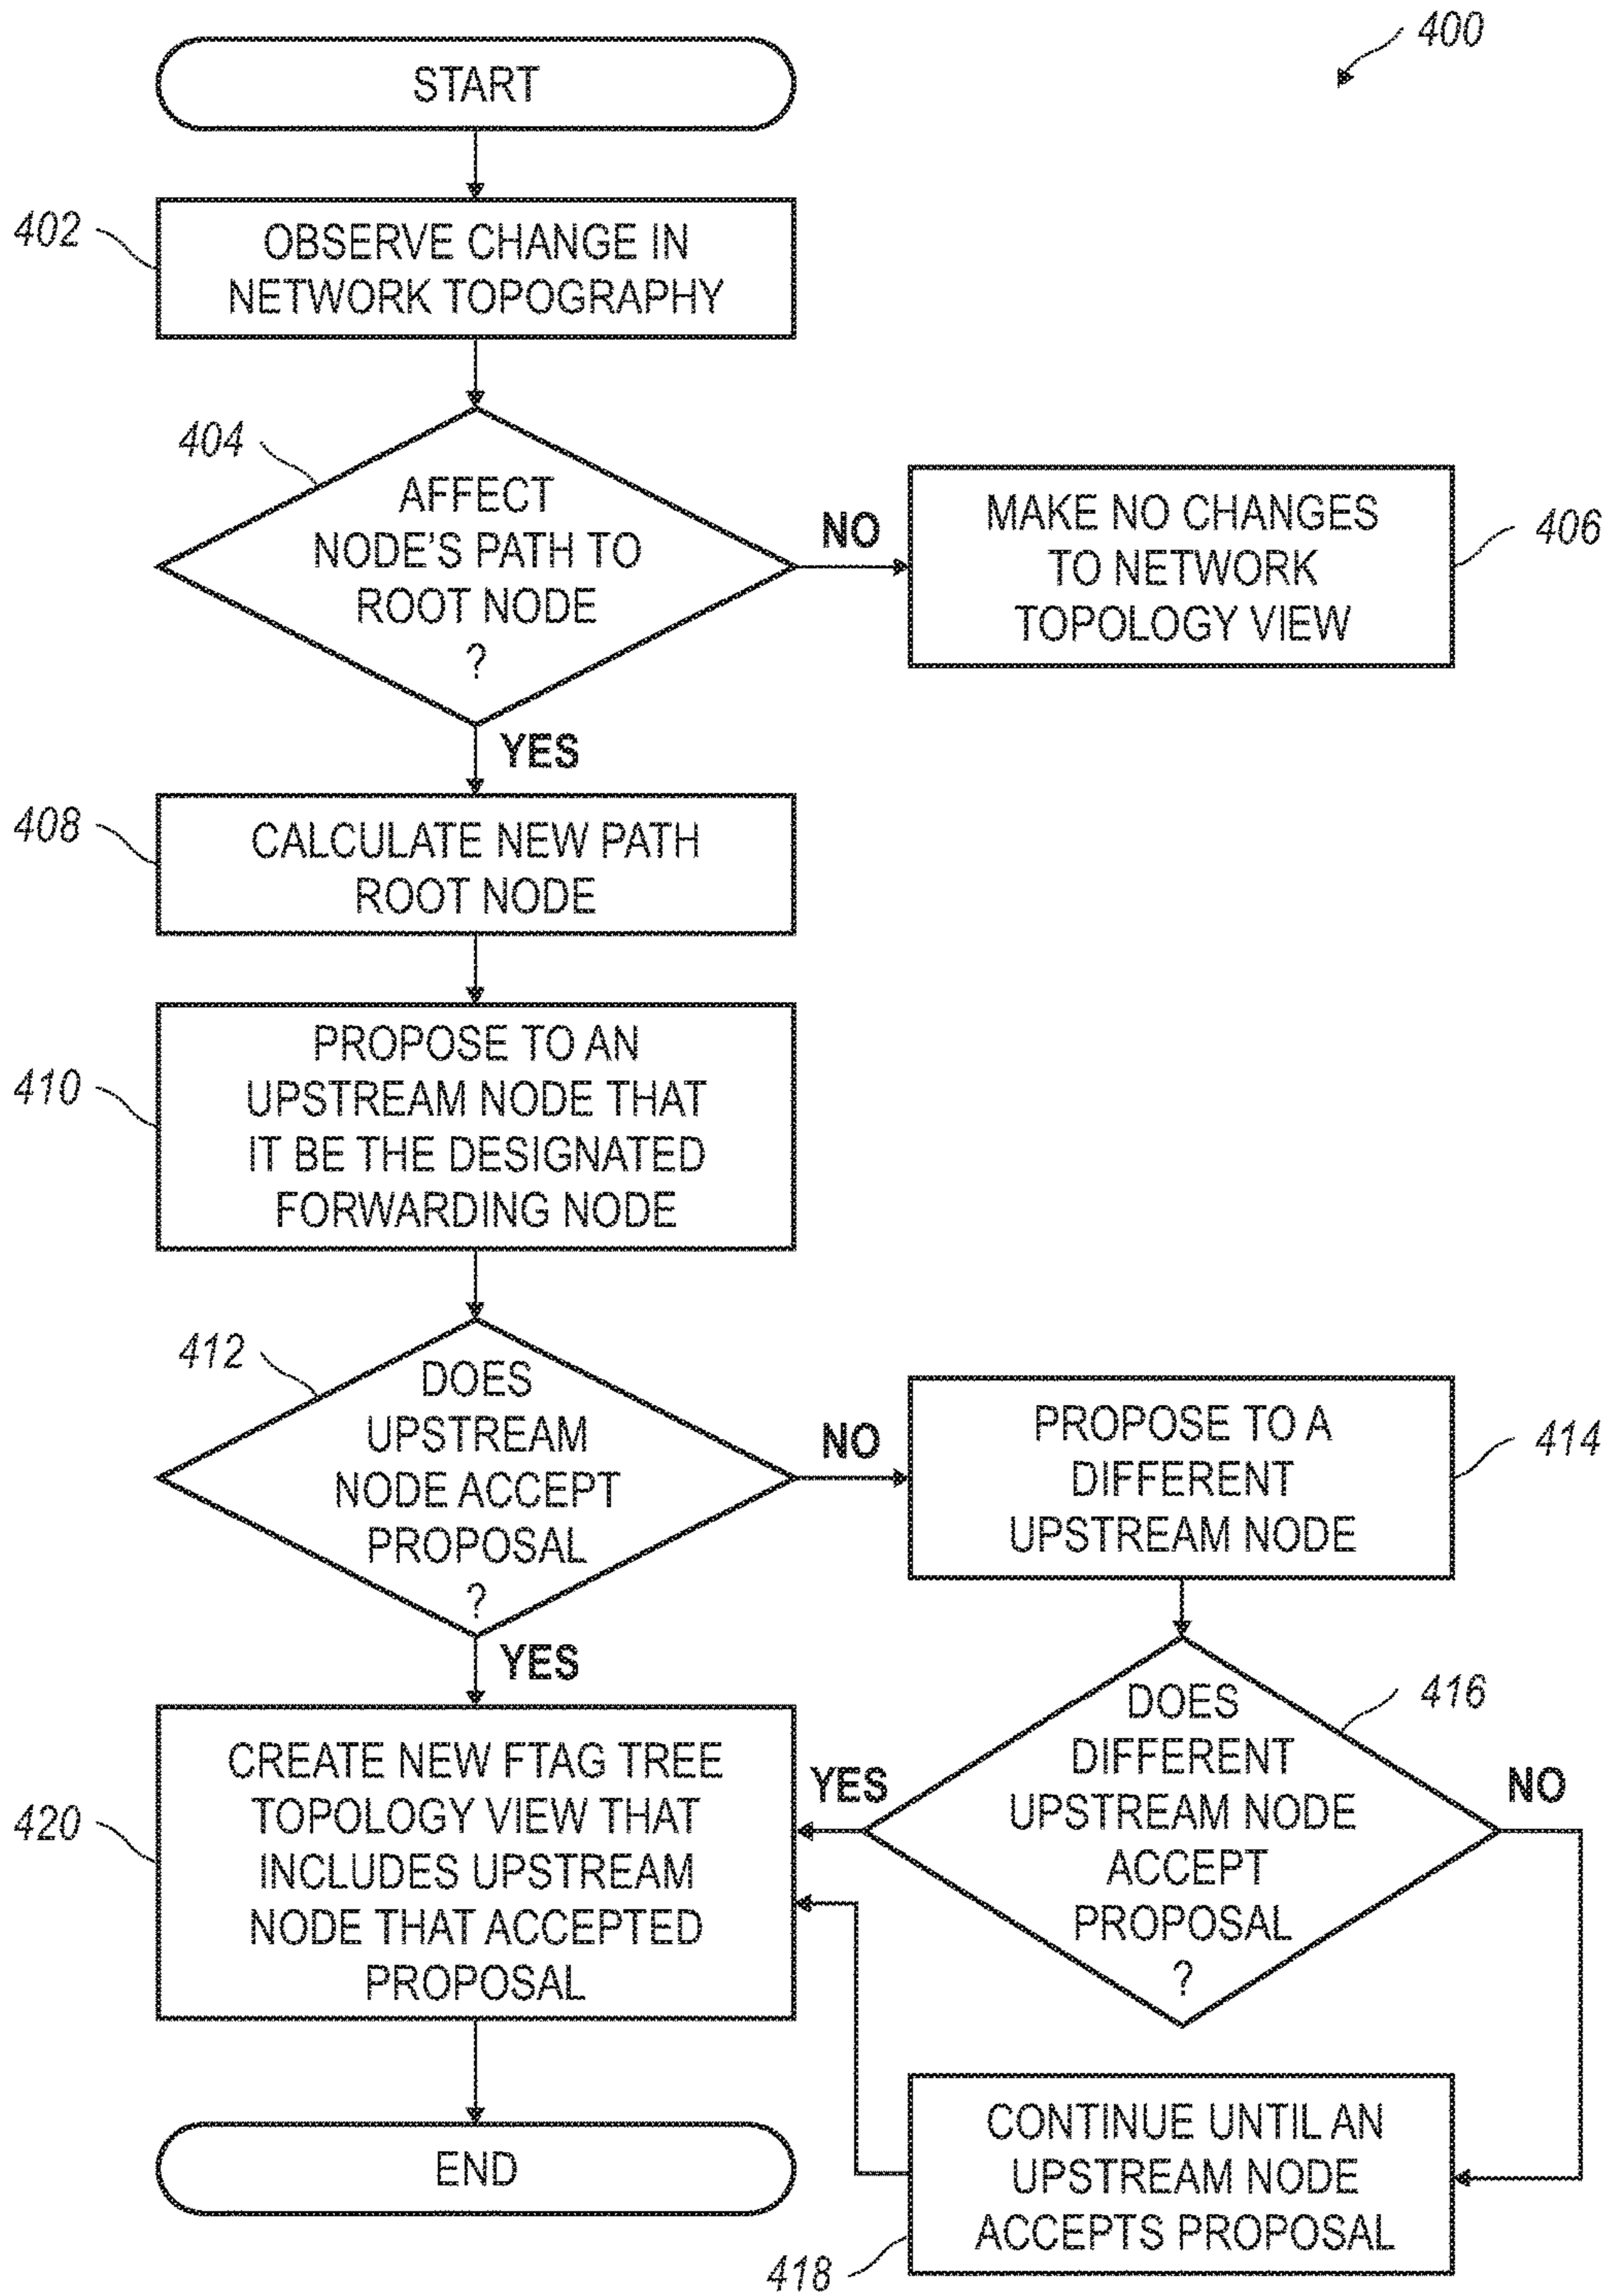 400
START
402
OBSERVE CHANGE IN
NETWORK TOPOGRAPHY
404
AFFECT
NODE'S PATH TO
ROOT NODE
?
NO
MAKE NO CHANGES
TO NETWORK
TOPOLOGY VIEW
406
YES
408
CALCULATE NEW PATH
ROOT NODE
410
PROPOSE TO AN
UPSTREAM NODE THAT
IT BE THE DESIGNATED
FORWARDING NODE
412
DOES
UPSTREAM
NODE ACCEPT
PROPOSAL
?
NO
PROPOSE TO A
DIFFERENT
UPSTREAM NODE
414
YES
416
DOES
DIFFERENT
UPSTREAM NODE
ACCEPT
PROPOSAL
?
YES
NO
420
CREATE NEW FTAG TREE
TOPOLOGY VIEW THAT
INCLUDES UPSTREAM
NODE THAT ACCEPTED
PROPOSAL
CONTINUE UNTIL AN
UPSTREAM NODE
ACCEPTS PROPOSAL
418
END